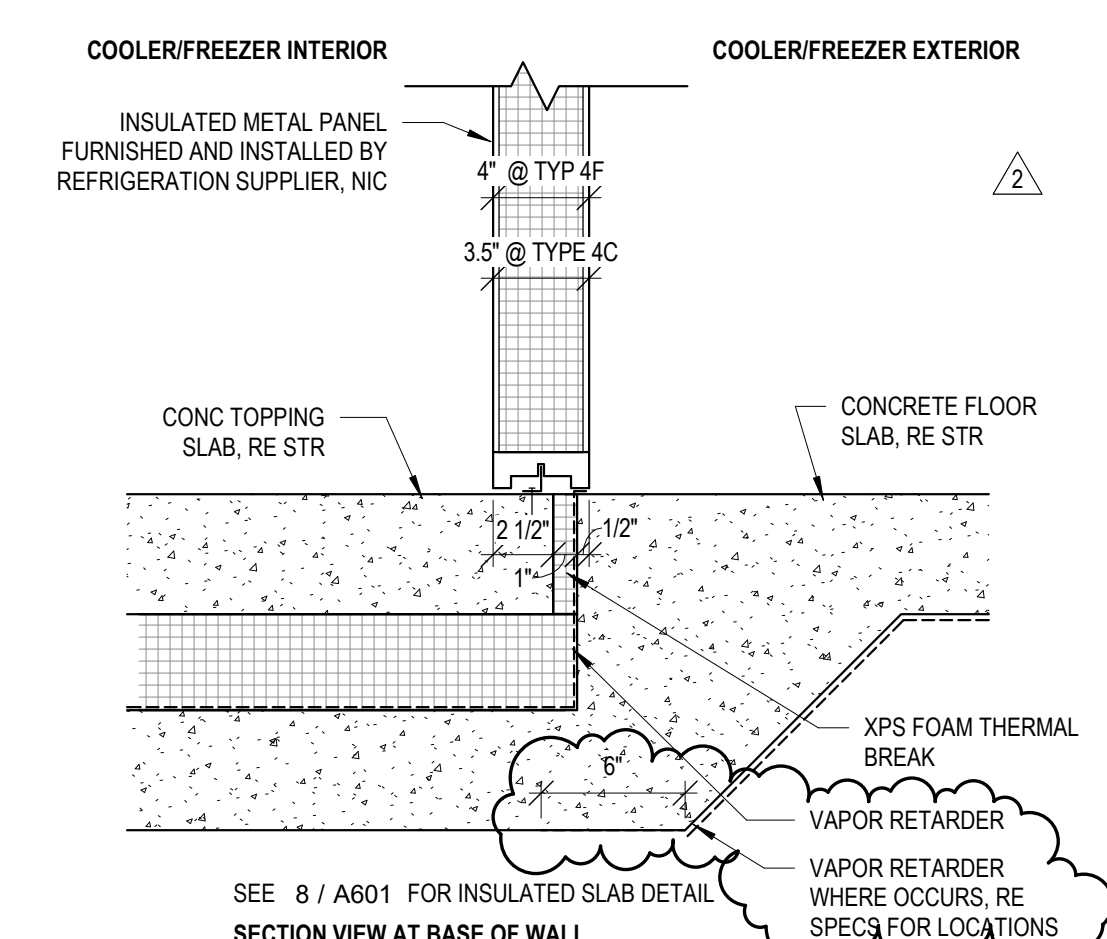 COOLER/FREEZER INTERIOR
COOLER/FREEZER EXTERIOR
INSULATED METAL PANEL
FURNISHED AND INSTALLED BY
REFRIGERATION SUPPLIER, NIC
4" @ TYP 4F
2
3.5" @ TYPE 4C
CONC TOPPING
SLAB, RE STR
CONCRETE FLOOR
SLAB, RE STR
2 1/2"
1/2"
1"
XPS FOAM THERMAL
BREAK
6"
VAPOR RETARDER
VAPOR RETARDER
WHERE OCCURS, RE
SPECS FOR LOCATIONS
SEE 8 / A601 FOR INSULATED SLAB DETAIL
SECTION VIEW AT BASE OF WALL